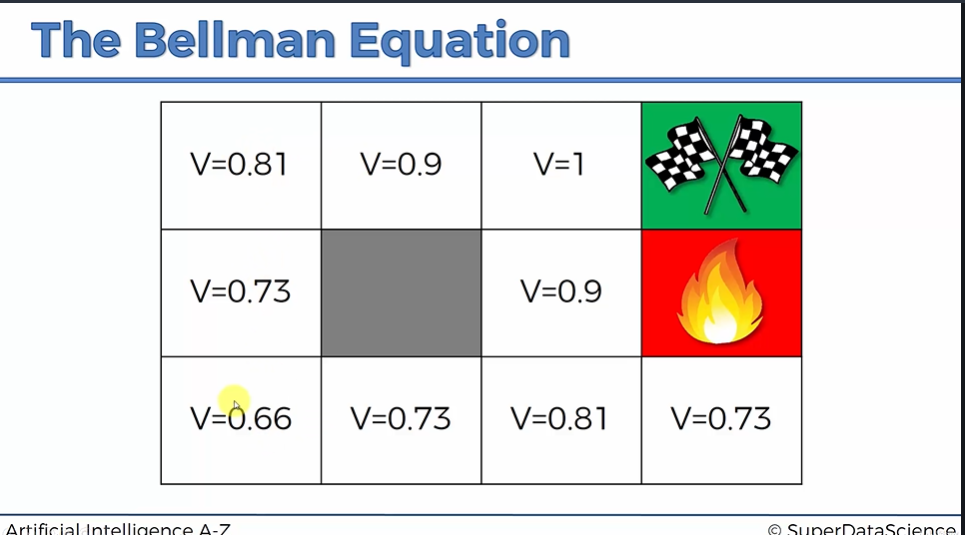 The Bellman Equation
V=0.81 V=0.9 V=1
V=0.73 V=0.9
V=0.66 V=0.73 V=0.81 V=0.73
Artificial Intelligence A-Z © SuperDataScience